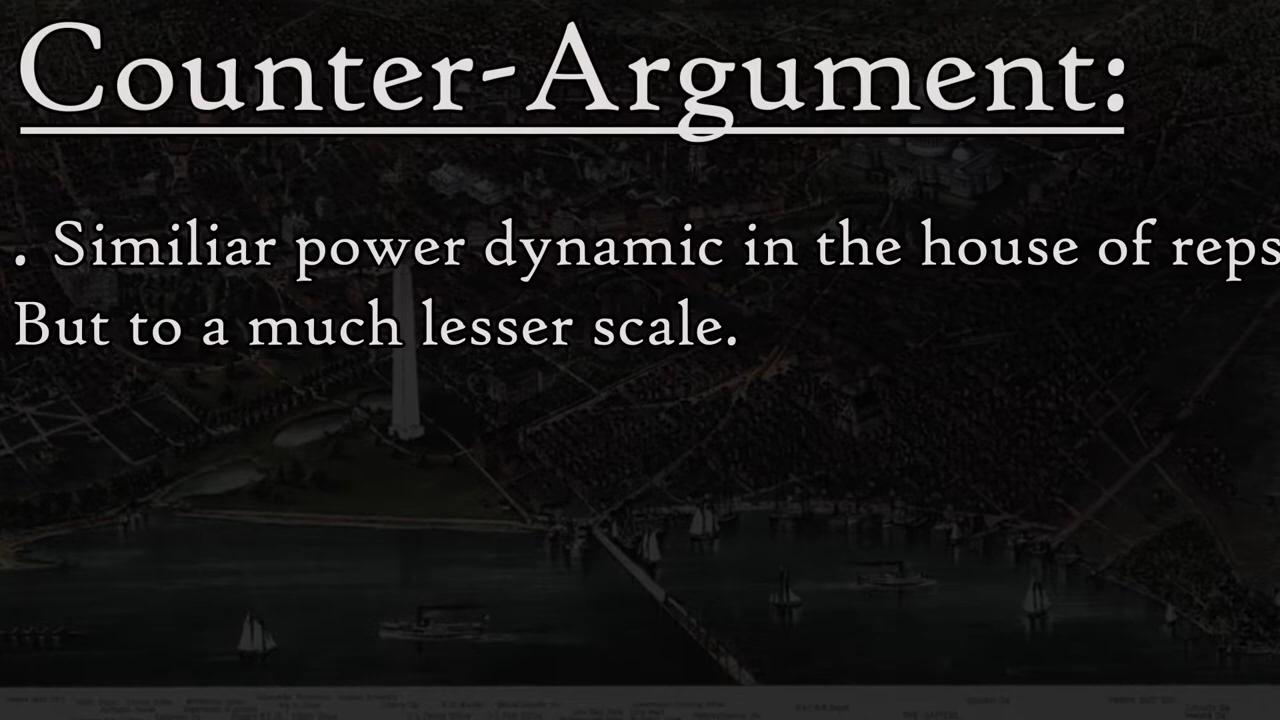 Counter-Argument:
. Similiar power dynamic in the house of reps
But to a much lesser scale.